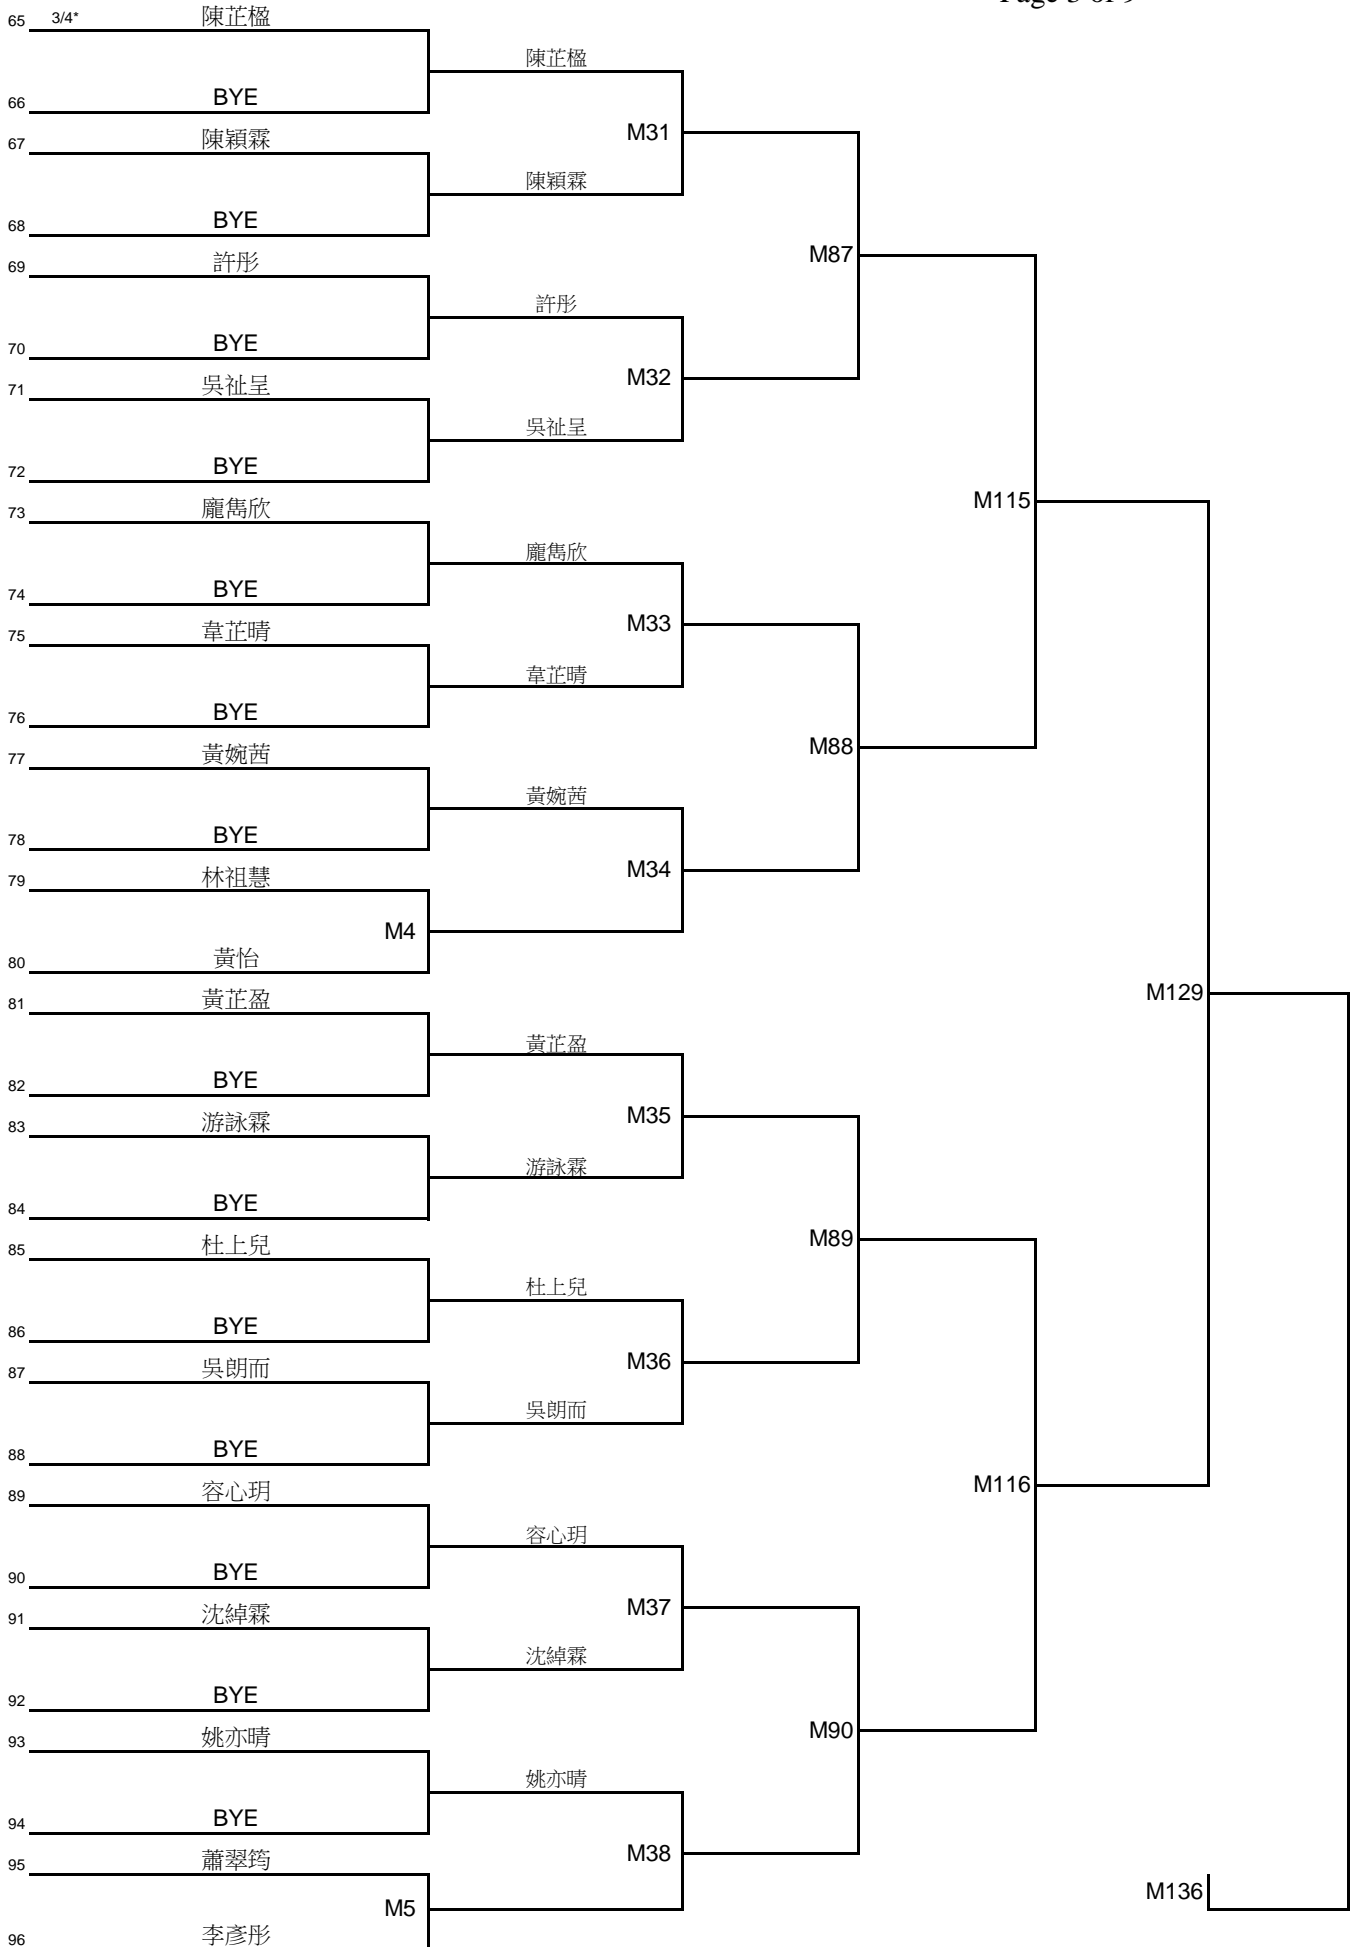 Page 3 of 9
65 3/4* 陳芷楹
陳芷楹
66 BYE
M31
67 陳穎霖
陳穎霖
68 BYE
M87
69 許彤
許彤
70 BYE
M32
71 吳祉呈
吳祉呈
72 BYE
M115
73 龐雋欣
龐雋欣
74 BYE
M33
75 韋芷晴
韋芷晴
76 BYE
M88
77 黃婉茜
黃婉茜
78 BYE
M34
79 林祖慧
M4
80 黃怡
M129
81 黃芷盈
黃芷盈
82 BYE
M35
83 游詠霖
游詠霖
84 BYE
M89
85 杜上兒
杜上兒
86 BYE
M36
87 吳朗而
吳朗而
88 BYE
M116
89 容心玥
容心玥
90 BYE
M37
91 沈綽霖
沈綽霖
92 BYE
M90
93 姚亦晴
姚亦晴
94 BYE
M38
95 蕭翠筠
M136
M5
96 李彥彤